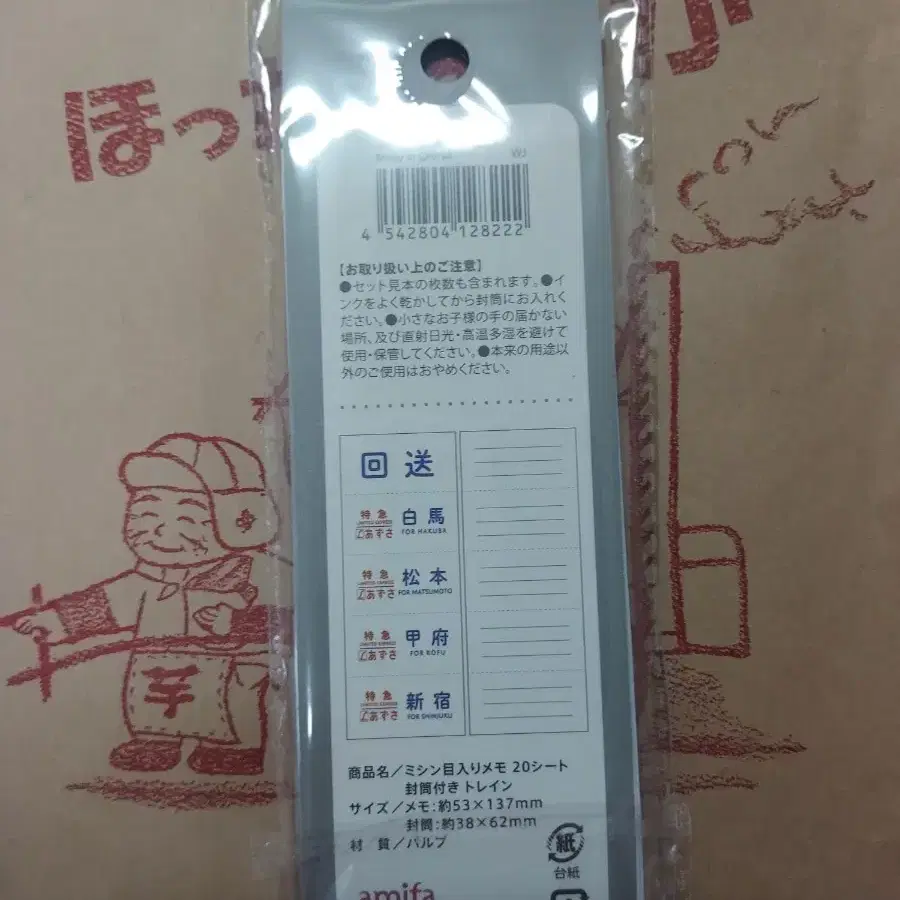 ほっ
W3
4 542804 128222
【お取り扱い上のご注意】
●セット見本の枚数も含まれます。●イ
ンクをよく乾かしてから封筒にお入れく
ださい。●小さなお子様の手の届かない
場所、及び直射日光・高温多湿を避けて
使用・保管してください。●本来の用途以
外のご使用はおやめください。
回送
特急 白馬
LIMITED EXPRESS
あずさ FOR HAKUBA
特急 松本
LIMITED EXPRESS
あずさ FOR MATSUMOTO
特急 甲府
LIMITED EXPRESS
あずさ FOR KOFU
特急 新宿
LIMITED EXPRESS
あずさ FOR SHINJUKU
芋
商品名／ミシン目入りメモ 20シート
封筒付き トレイン
サイズ／メモ：約53×137mm
封筒：約38×62mm
材 質／パルプ
紙
台紙
amifa